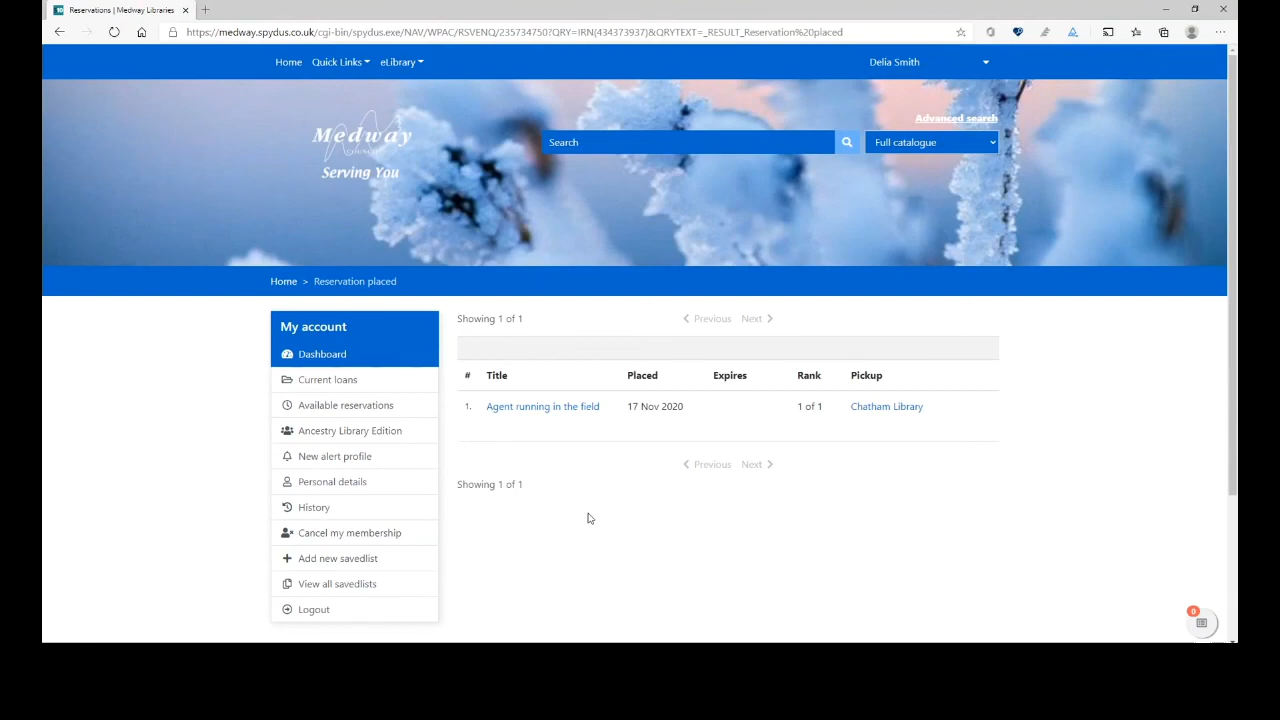 Reservations | Medway Libraries
https://medway.spydus.co.uk/cgi-bin/spydus.exe/NAV/WPAC/RSVENQ/235734750?QRY=IRN(434373937)&QRYTEXT=_RESULT_Reservation%20placed
Home Quick Links eLibrary Delia Smith
Advanced search
Medway
COUNCIL
Serving You
Search Full catalogue
Home > Reservation placed
My account
Dashboard
Current loans
Available reservations
Ancestry Library Edition
New alert profile
Personal details
History
Cancel my membership
Add new savedlist
View all savedlists
Logout
Showing 1 of 1 Previous Next
# Title Placed Expires Rank Pickup
1. Agent running in the field 17 Nov 2020 1 of 1 Chatham Library
Previous Next
Showing 1 of 1
0